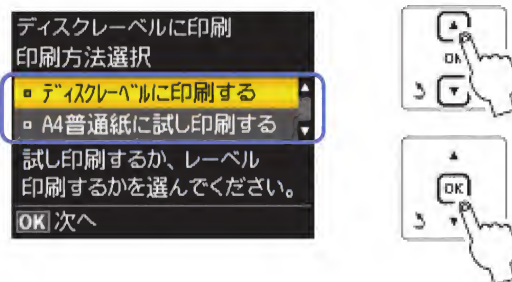 ディスクレーベルに印刷
印刷方法選択
ﾃﾞｨｽｸﾚｰﾍﾞﾙに印刷する
A4普通紙に試し印刷する
試し印刷するか、レーベル
印刷するかを選んでください。
OK 次へ
OK
OK